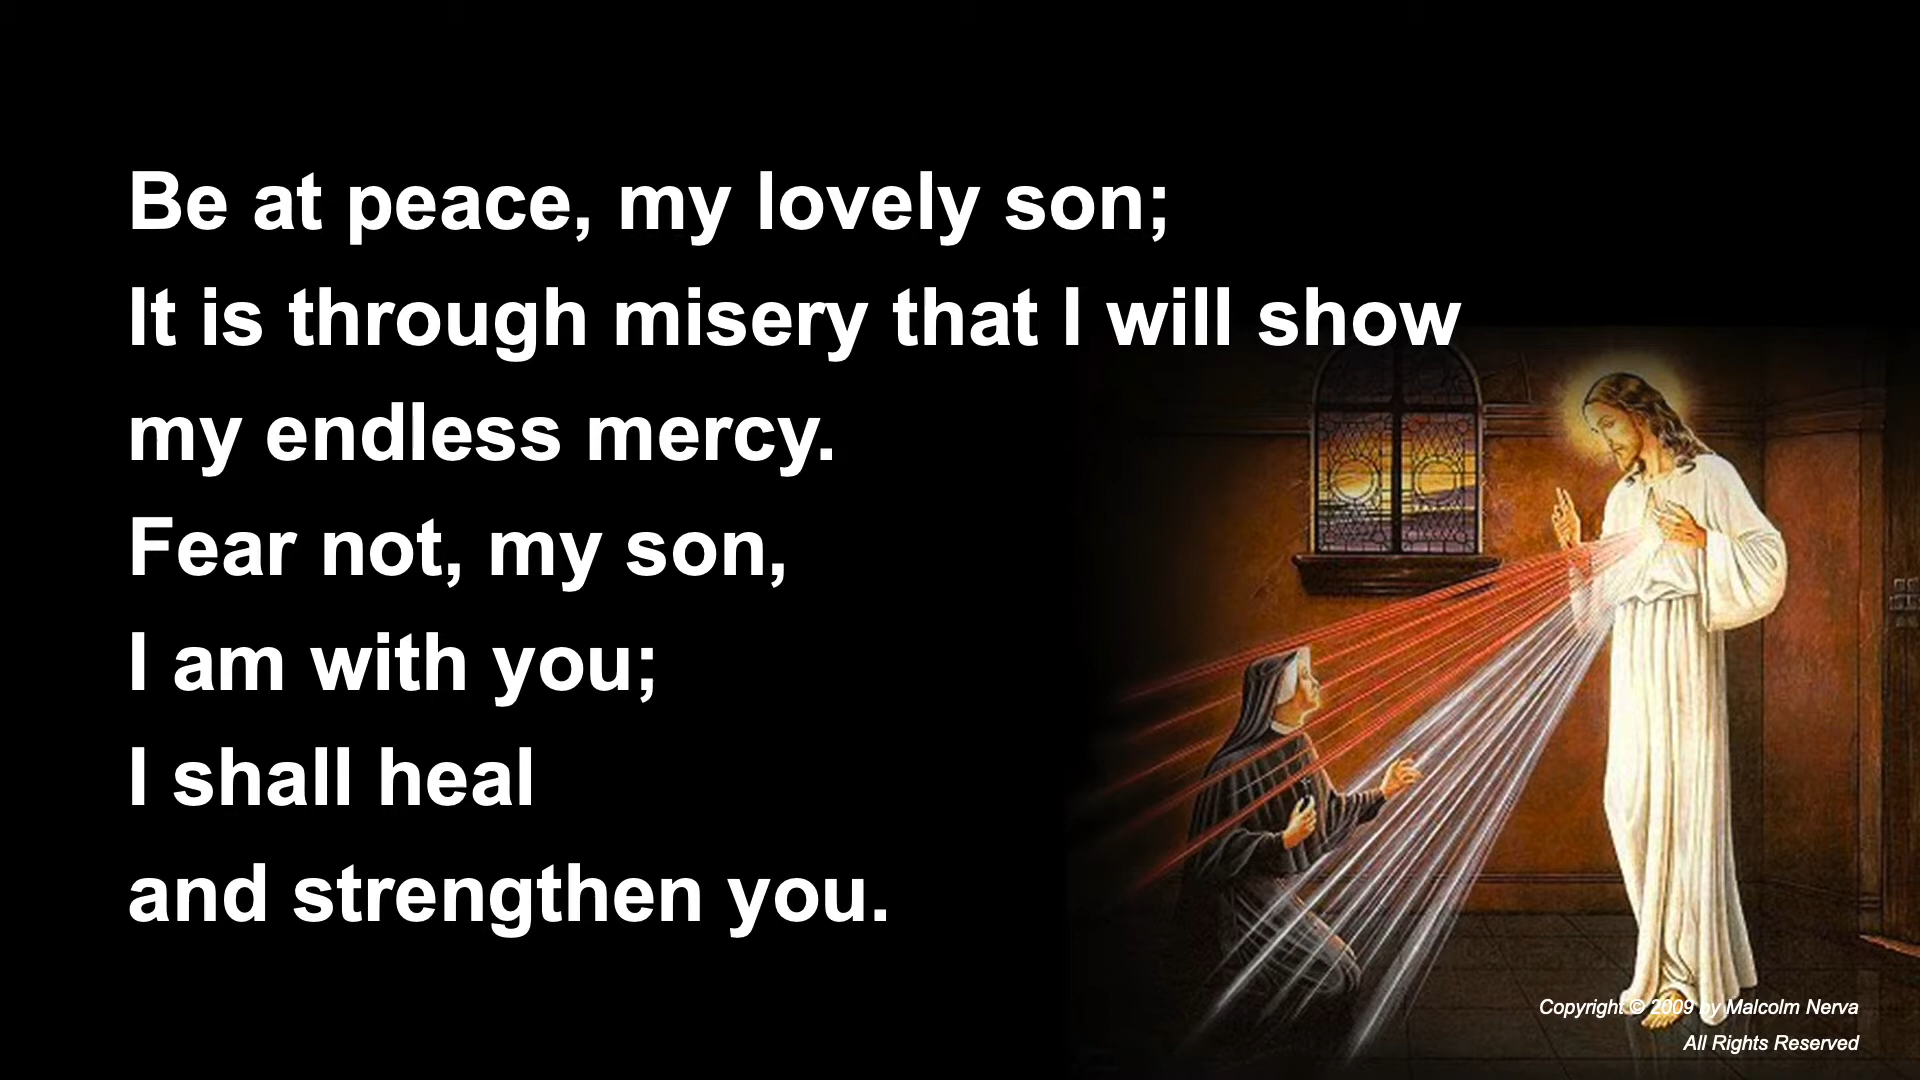 Be at peace, my lovely son;
It is through misery that I will show
my endless mercy.
Fear not, my son,
I am with you;
I shall heal
and strengthen you.
Copyright © 2009 by Malcolm Nerva
All Rights Reserved